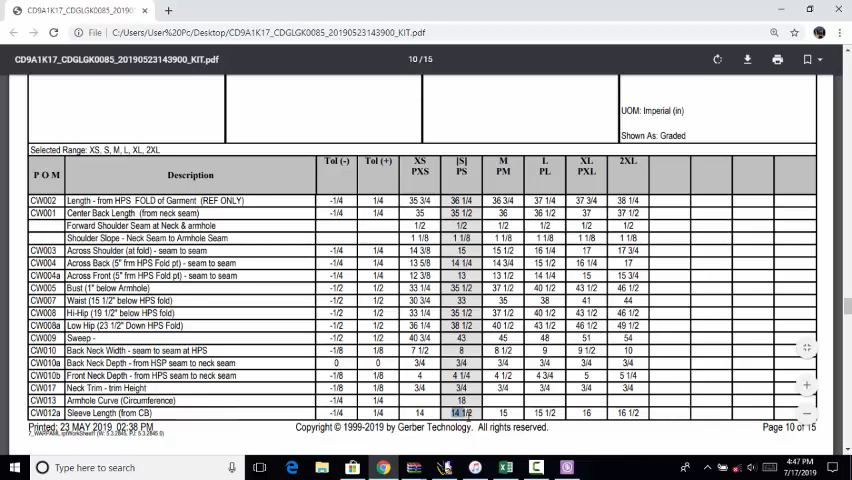 CD9A1K17_CDGLGK0085_20190523
File | C:/Users/User%20Pc/Desktop/CD9A1K17_CDGLGK0085_20190523143900_KIT.pdf
CD9A1K17_CDGLGK0085_20190523143900_KIT.pdf 10 / 15
UOM: Imperial (in)
Shown As: Graded
Selected Range: XS, S, M, L, XL, 2XL
P O M Description Tol (-) Tol (+) XS PXS [S] PS M PM L PL XL PXL 2XL
CW002 Length - from HPS FOLD of Garment (REF ONLY) -1/4 1/4 35 3/4 36 1/4 36 3/4 37 1/4 37 3/4 38 1/4
CW001 Center Back Length (from neck seam) -1/4 1/4 35 35 1/2 36 36 1/2 37 37 1/2
Forward Shoulder Seam at Neck & armhole 1/2 1/2 1/2 1/2 1/2 1/2
Shoulder Slope - Neck Seam to Armhole Seam 1 1/8 1 1/8 1 1/8 1 1/8 1 1/8 1 1/8
CW003 Across Shoulder (at fold) - seam to seam -1/4 1/4 14 3/8 15 15 1/2 16 1/4 17 17 3/4
CW004 Across Back (5" frm HPS Fold pt) - seam to seam -1/4 1/4 13 5/8 14 1/4 14 3/4 15 1/2 16 1/4 17
CW004a Across Front (5" frm HPS Fold pt) - seam to seam -1/4 1/4 12 3/8 13 13 1/2 14 1/4 15 15 3/4
CW005 Bust (1" below Armhole) -1/2 1/2 33 1/4 35 1/2 37 1/2 40 1/2 43 1/2 46 1/2
CW007 Waist (15 1/2" below HPS fold) -1/2 1/2 30 3/4 33 35 38 41 44
CW008 Hi-Hip (19 1/2" below HPS fold) -1/2 1/2 33 1/4 35 1/2 37 1/2 40 1/2 43 1/2 46 1/2
CW008a Low Hip (23 1/2" Down HPS Fold) -1/2 1/2 36 1/4 38 1/2 40 1/2 43 1/2 46 1/2 49 1/2
CW009 Sweep - -1/2 1/2 40 3/4 43 45 48 51 54
CW010 Back Neck Width - seam to seam at HPS -1/8 1/8 7 1/2 8 8 1/2 9 9 1/2 10
CW010a Back Neck Depth - from HSP seam to neck seam 0 0 3/4 3/4 3/4 3/4 3/4 3/4
CW010b Front Neck Depth - from HPS seam to neck seam -1/8 1/8 4 4 1/4 4 1/2 4 3/4 5 5 1/4
CW017 Neck Trim - trim Height -1/8 1/8 3/4 3/4 3/4 3/4 3/4 3/4
CW013 Armhole Curve (Circumference) -1/4 1/4 18
CW012a Sleeve Length (from CB) -1/4 1/4 14 14 1/2 15 15 1/2 16 16 1/2
Printed: 23 MAY 2019 02:38 PM Copyright © 1999-2019 by Gerber Technology. All rights reserved. Page 10 of 15
Type here to search
4:47 PM
7/17/2019